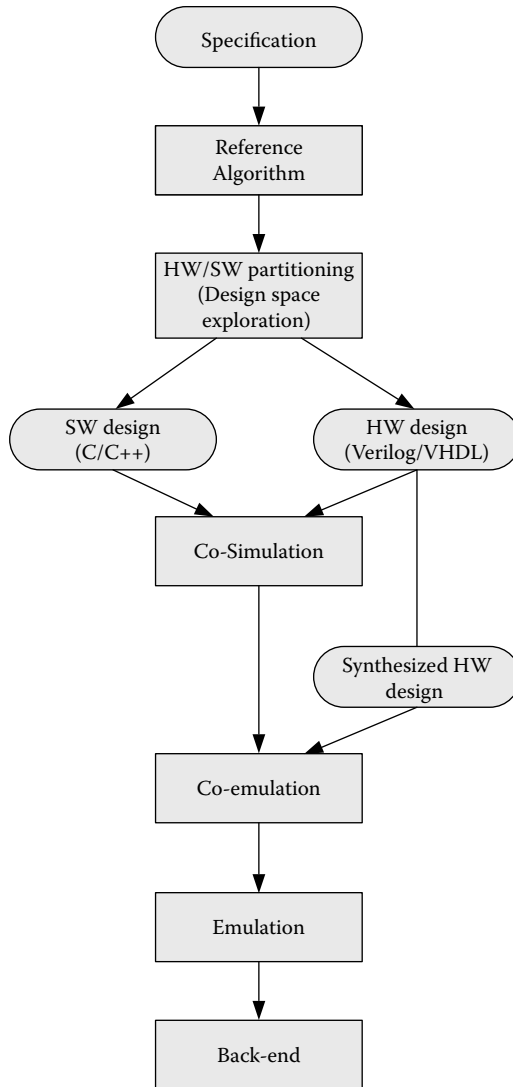 Specification
Reference
Algorithm
HW/SW partitioning
(Design space
exploration)
SW design
(C/C++)
HW design
(Verilog/VHDL)
Co-Simulation
Synthesized HW
design
Co-emulation
Emulation
Back-end